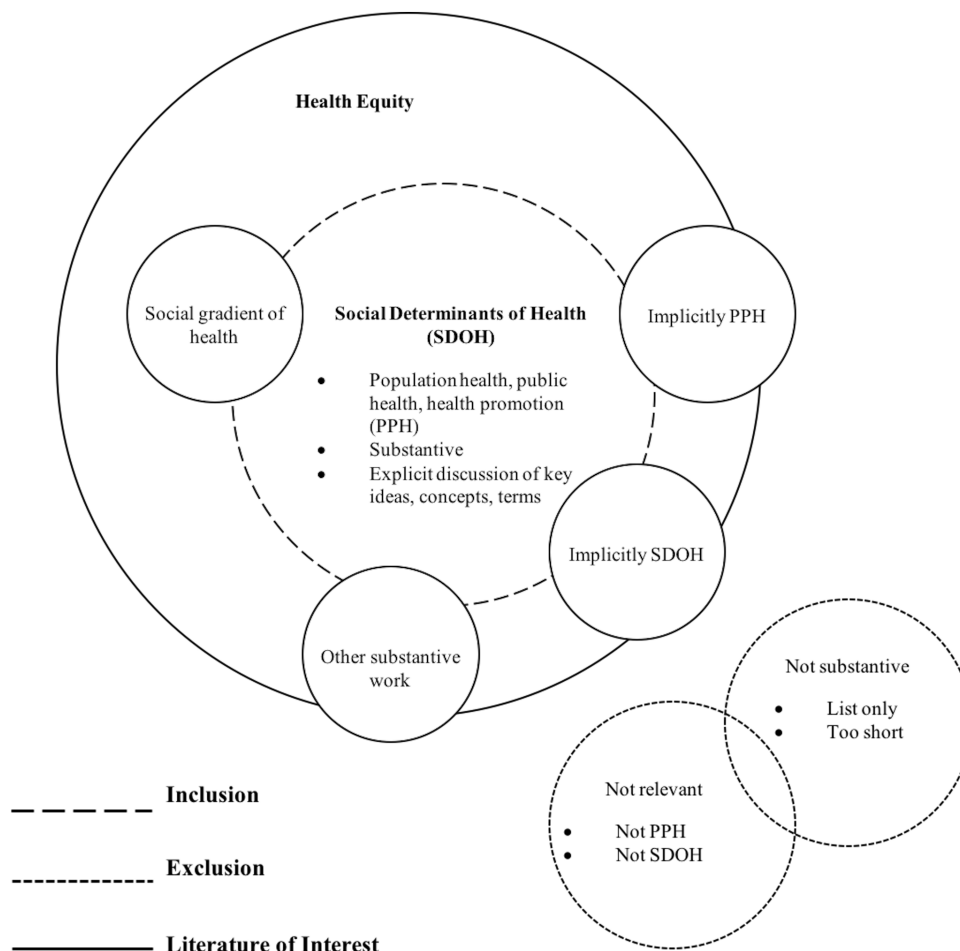 Health Equity
Social gradient of
health
Social Determinants of Health
(SDOH)
• Population health, public
health, health promotion
(PPH)
• Substantive
• Explicit discussion of key
ideas, concepts, terms
Implicitly PPH
Implicitly SDOH
Other substantive
work
Not substantive
• List only
• Too short
Not relevant
• Not PPH
• Not SDOH
Inclusion
Exclusion
Literature of Interest